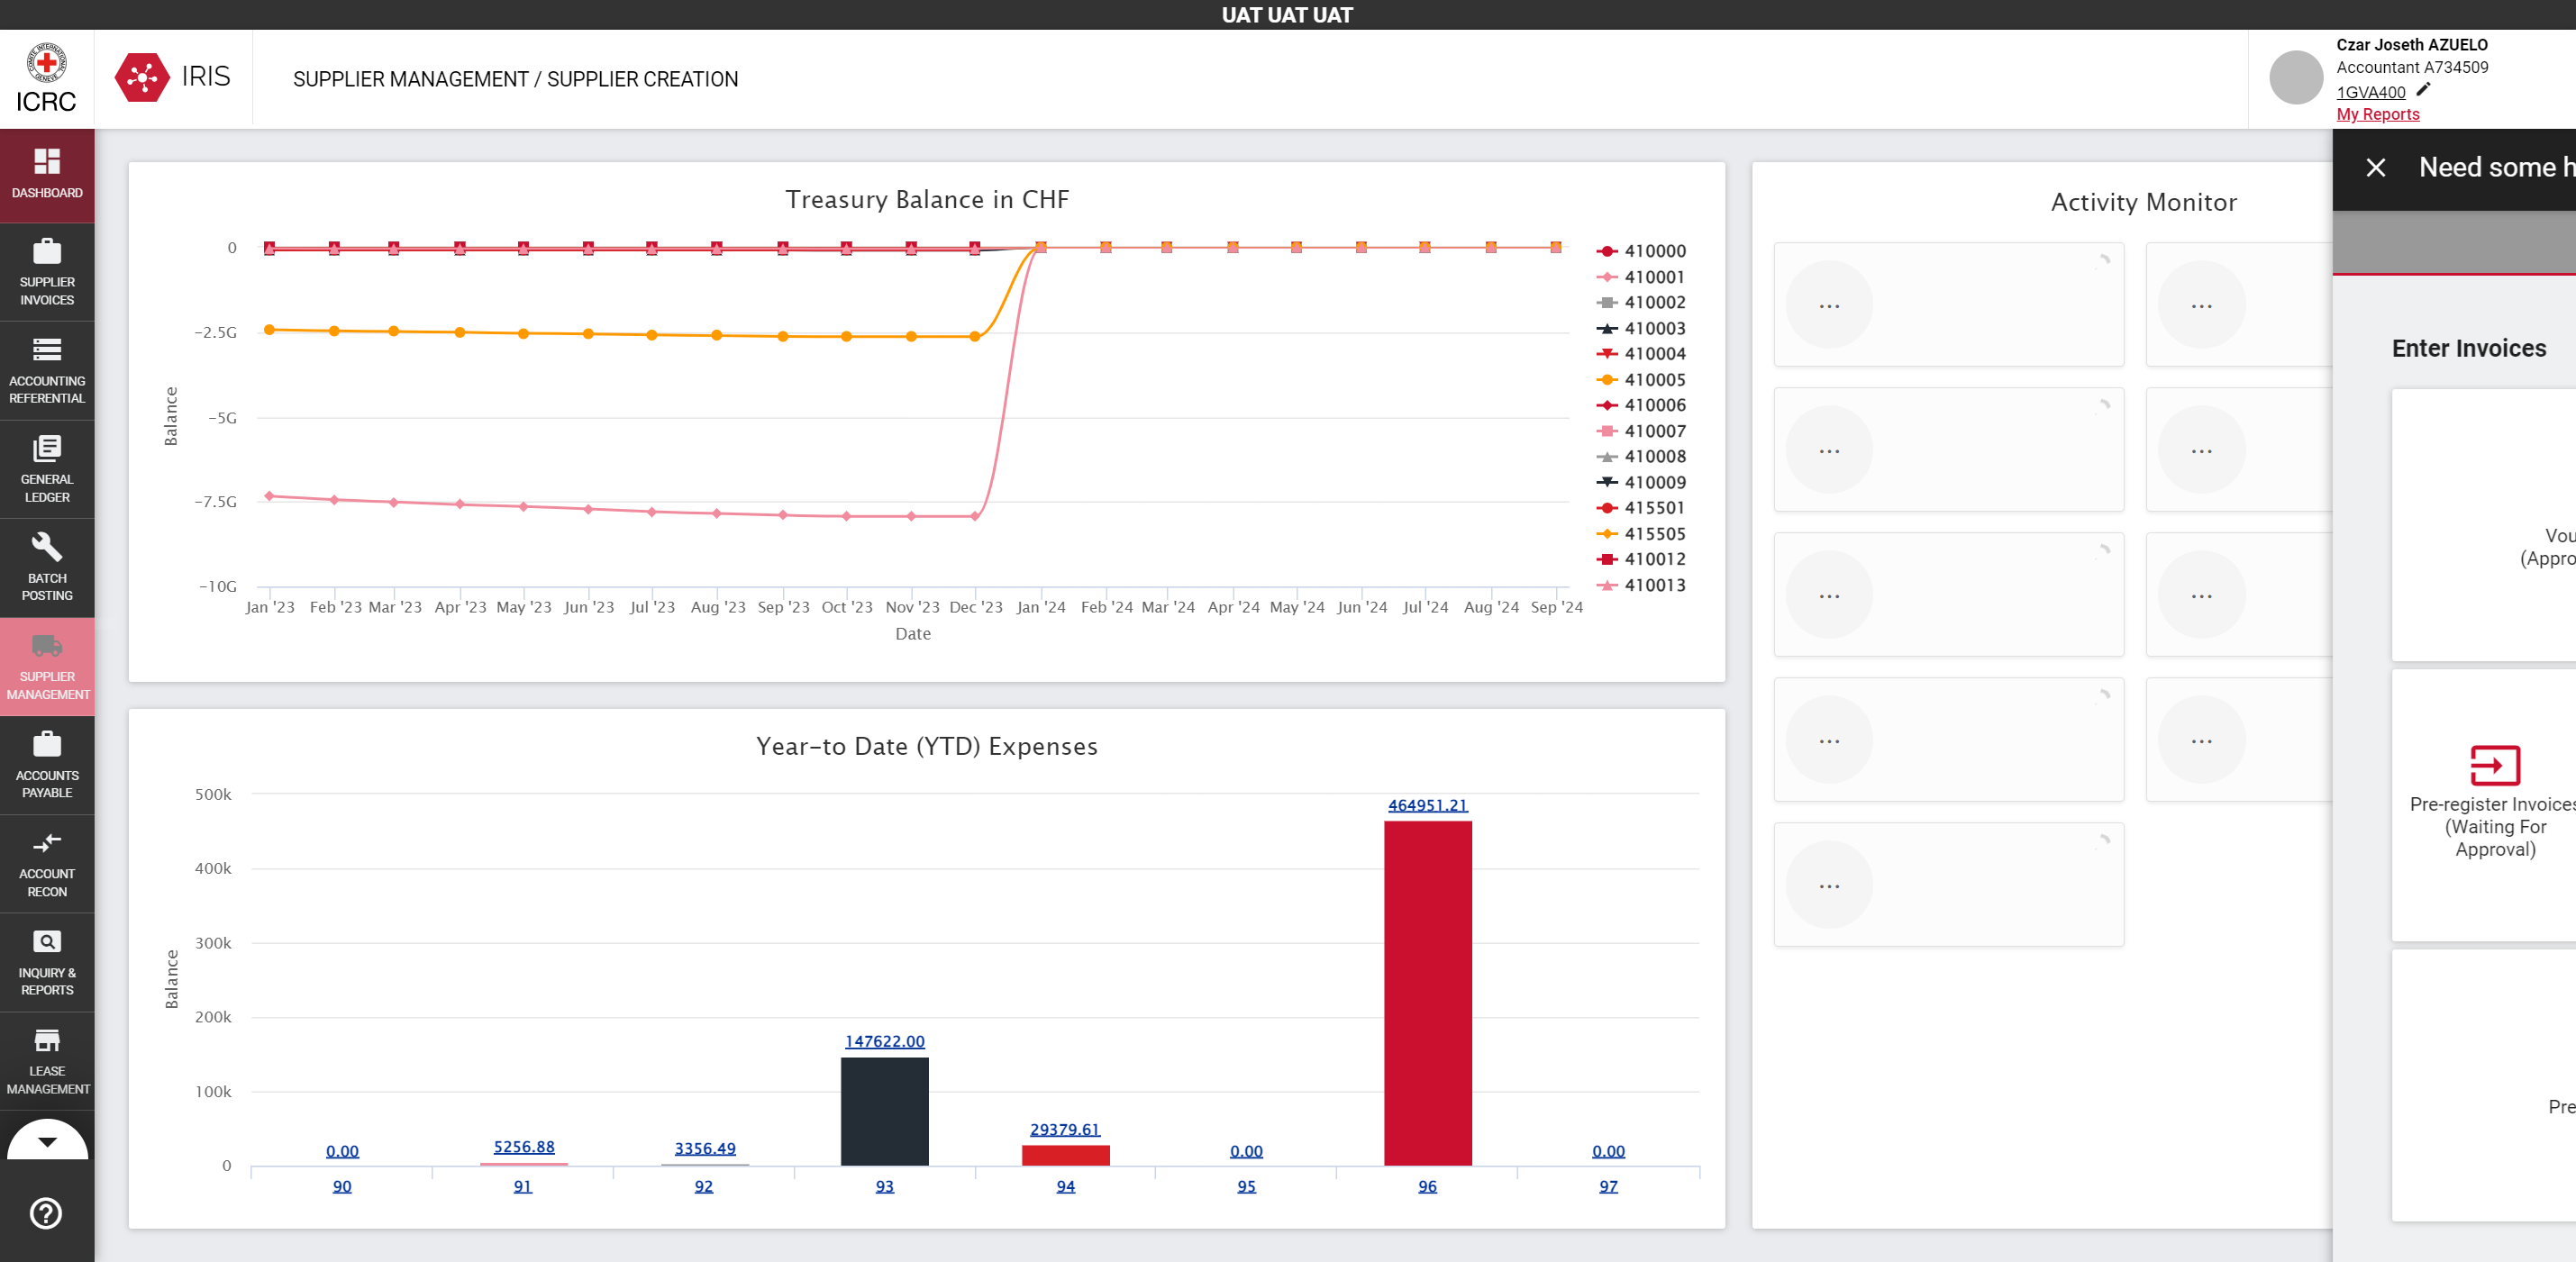 UAT UAT UAT
ICRC
IRIS
SUPPLIER MANAGEMENT / SUPPLIER CREATION
Czar Joseth AZUELO
Accountant A734509
1GVA400
My Reports
DASHBOARD
SUPPLIER
INVOICES
ACCOUNTING
REFERENTIAL
GENERAL
LEDGER
BATCH
POSTING
SUPPLIER
MANAGEMENT
ACCOUNTS
PAYABLE
ACCOUNT
RECON
INQUIRY &
REPORTS
LEASE
MANAGEMENT
Treasury Balance in CHF
0
-2.5G
-5G
-7.5G
-10G
Balance
Jan '23 Feb '23 Mar '23 Apr '23 May '23 Jun '23 Jul '23 Aug '23 Sep '23 Oct '23 Nov '23 Dec '23 Jan '24 Feb '24 Mar '24 Apr '24 May '24 Jun '24 Jul '24 Aug '24 Sep '24
Date
410000
410001
410002
410003
410004
410005
410006
410007
410008
410009
415501
415505
410012
410013
Year-to Date (YTD) Expenses
500k
400k
300k
200k
100k
0
Balance
0.00 5256.88 3356.49 147622.00 29379.61 0.00 464951.21 0.00
90 91 92 93 94 95 96 97
Activity Monitor
... ...
... ...
... ...
... ...
...
Need some h
Enter Invoices
Vou
(Appro
Pre-register Invoices
(Waiting For
Approval)
Pre